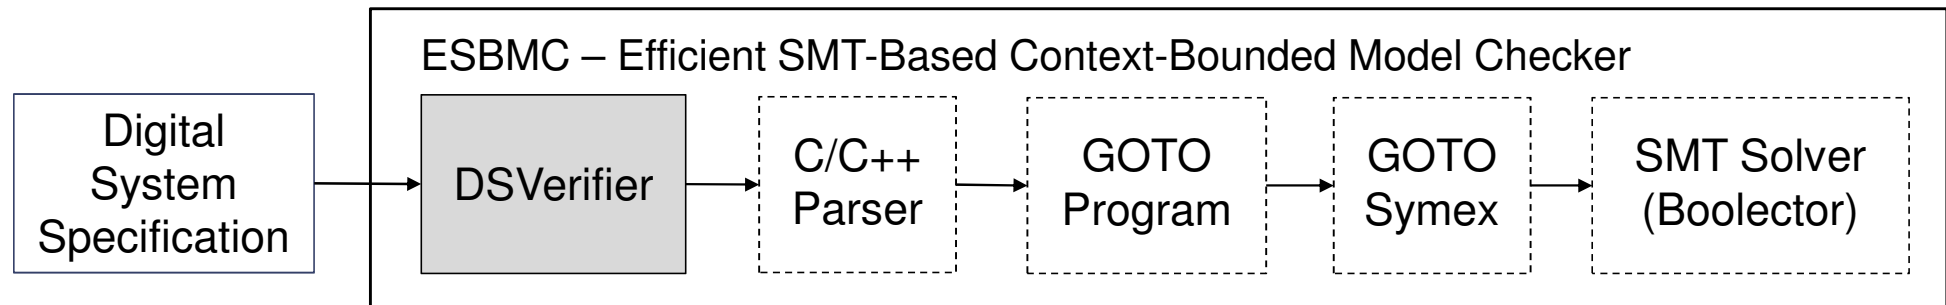 ESBMC – Efficient SMT-Based Context-Bounded Model Checker
Digital
System
Specification
DSVerifier
C/C++
Parser
GOTO
Program
GOTO
Symex
SMT Solver
(Boolector)